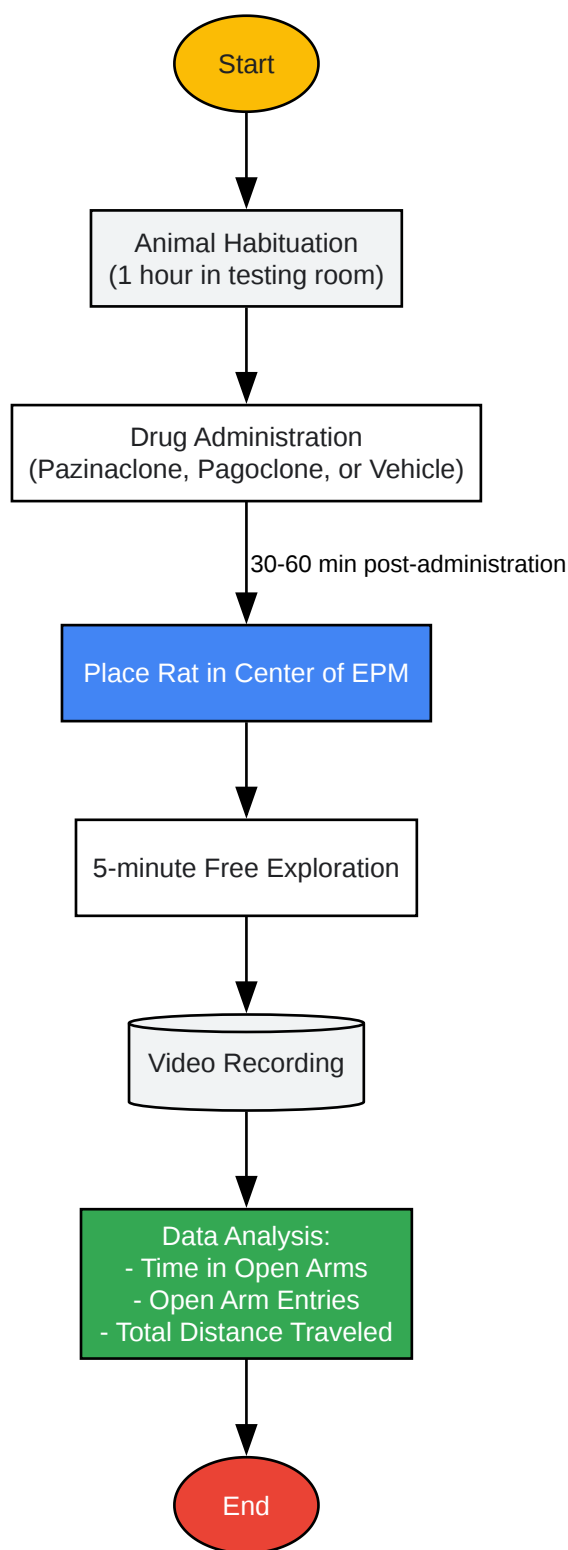 Start
Animal Habituation
(1 hour in testing room)
Drug Administration
(Pazinaclone, Pagoclone, or Vehicle)
30-60 min post-administration
Place Rat in Center of EPM
5-minute Free Exploration
Video Recording
Data Analysis:
- Time in Open Arms
- Open Arm Entries
- Total Distance Traveled
End